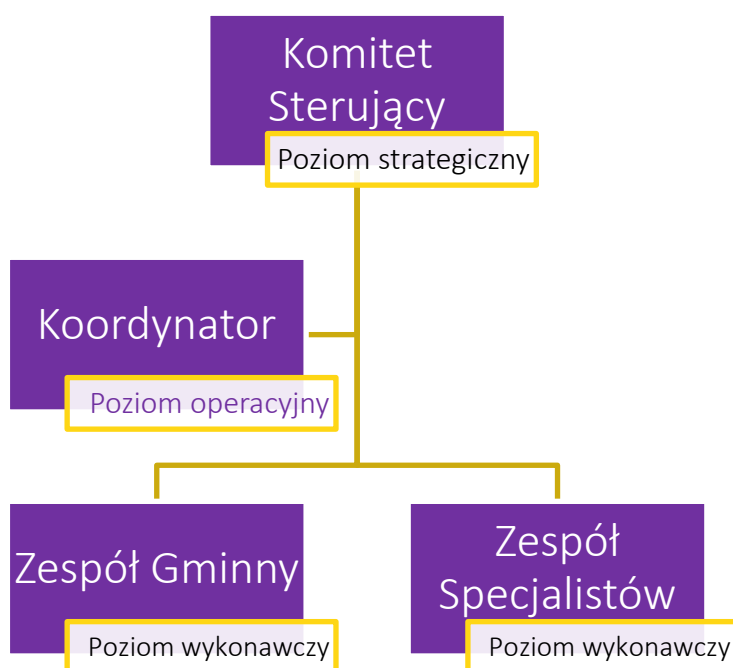 Komitet
Sterujący
Poziom strategiczny
Koordynator
Poziom operacyjny
Zespół Gminny
Poziom wykonawczy
Zespół
Specjalistów
Poziom wykonawczy